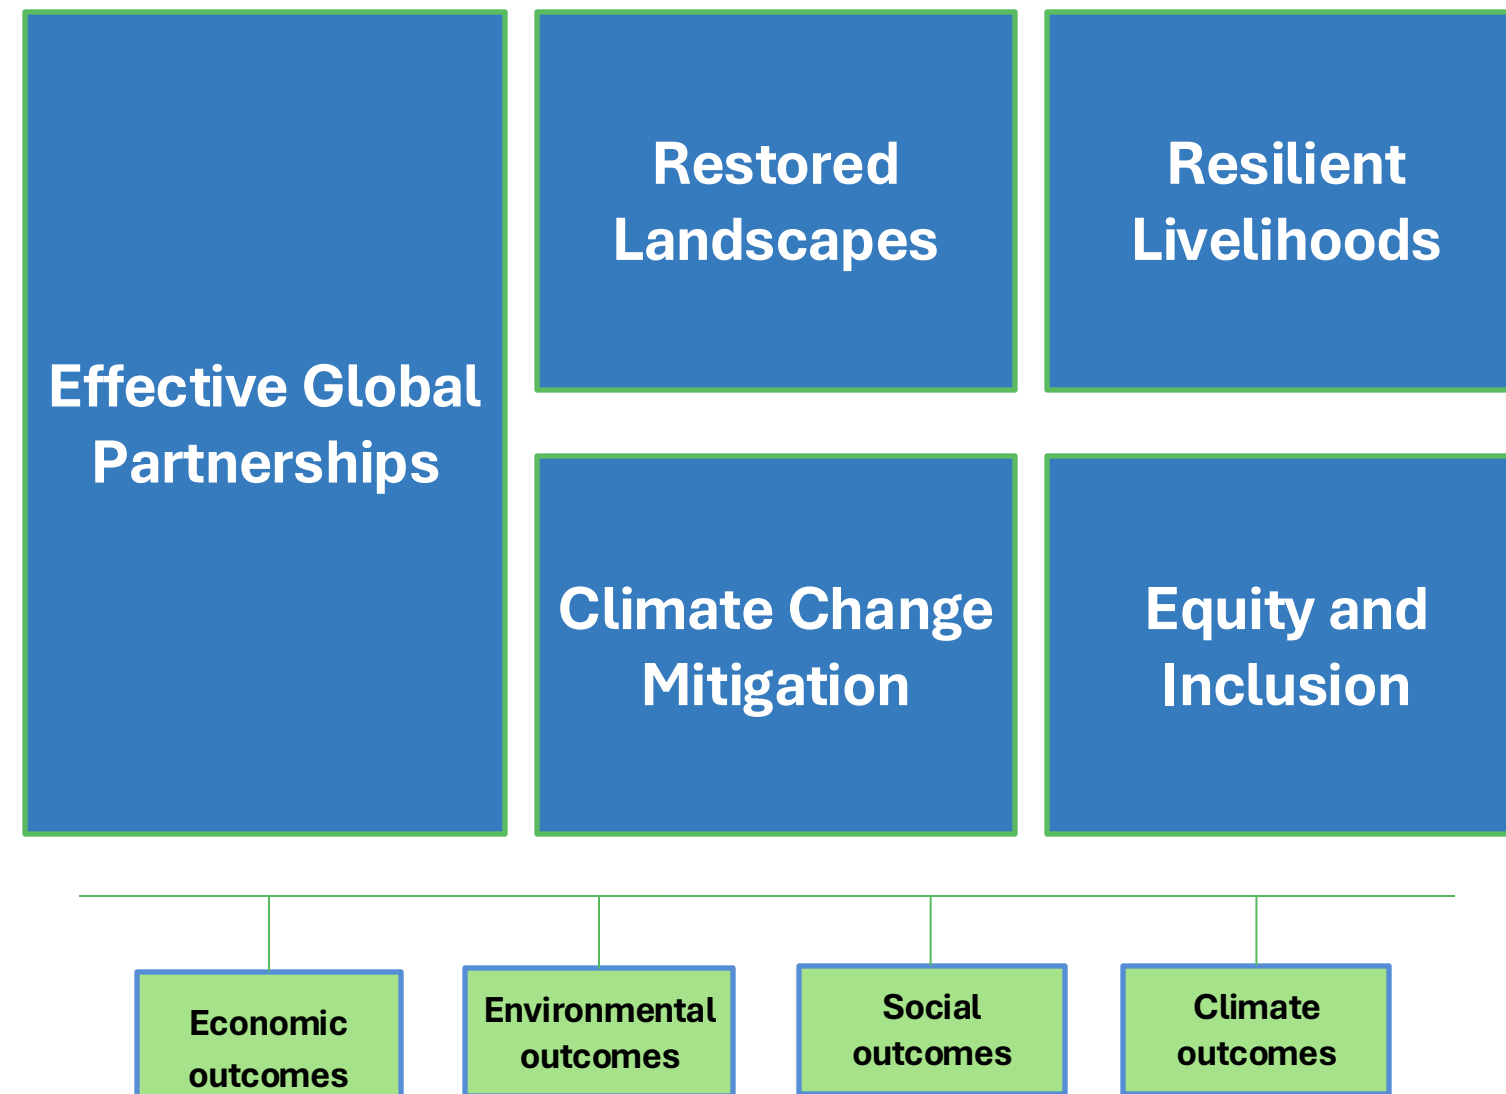 Effective Global
Partnerships
Restored
Landscapes
Resilient
Livelihoods
Climate Change
Mitigation
Equity and
Inclusion
Economic
outcomes
Environmental
outcomes
Social
outcomes
Climate
outcomes